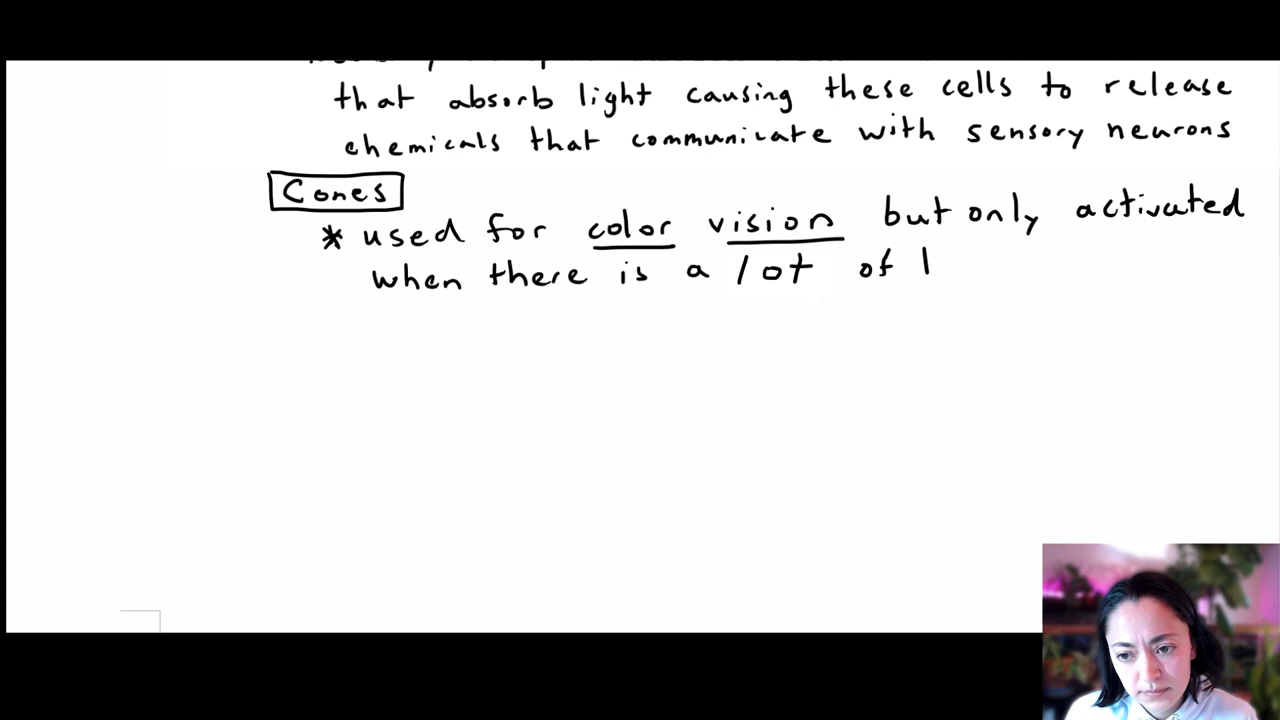 that absorb light causing these cells to release
chemicals that communicate with sensory neurons
Cones
* used for color vision but only activated
when there is a lot of l